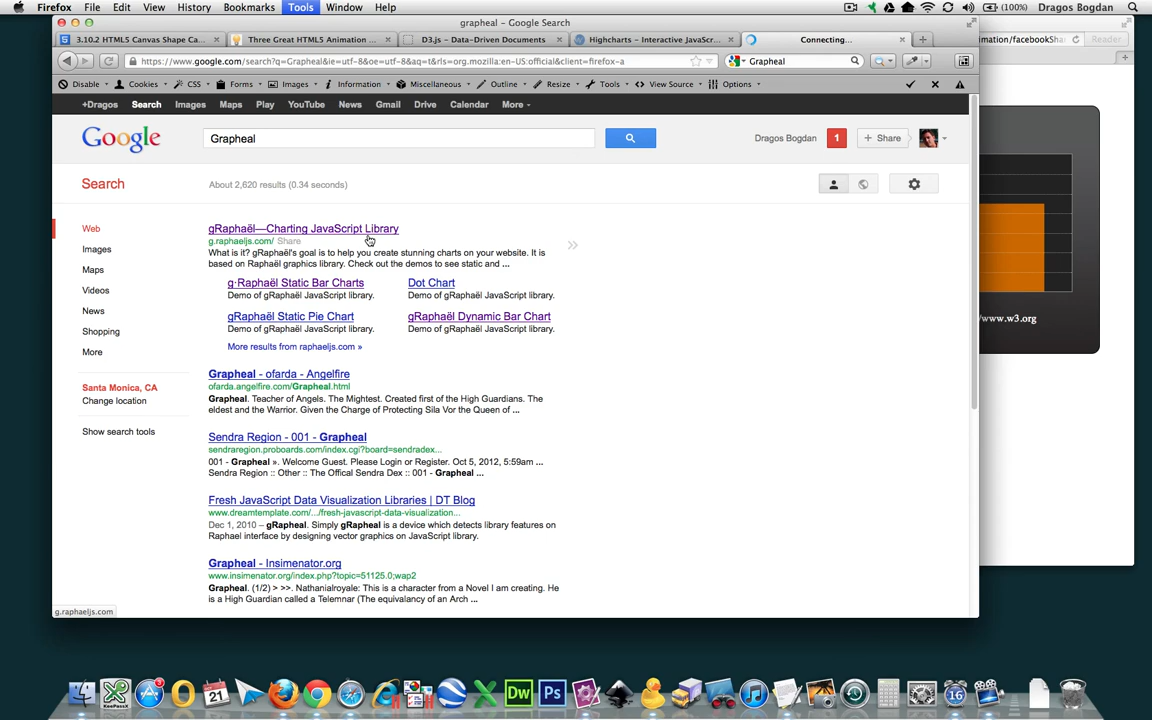 Firefox File Edit View History Bookmarks Tools Window Help (100%) Dragos Bogdan
grapheal - Google Search
3.10.2 HTML5 Canvas Shape Ca... Three Great HTML5 Animation ... D3.js - Data-Driven Documents Highcharts - Interactive JavaScr... Connecting... nimation/facebookSha Reader
https://www.google.com/search?q=Grapheal&ie=utf-8&oe=utf-8&aq=t&rls=org.mozilla:en-US:official&client=firefox-a Grapheal
Disable Cookies CSS Forms Images Information Miscellaneous Outline Resize Tools View Source Options
+Dragos Search Images Maps Play YouTube News Gmail Drive Calendar More
Google Grapheal Dragos Bogdan 1 + Share
Search About 2,620 results (0.34 seconds)
Web
Images
Maps
Videos
News
Shopping
More
Santa Monica, CA
Change location
Show search tools
gRaphaël—Charting JavaScript Library
g.raphaeljs.com/ Share
What is it? gRaphaël's goal is to help you create stunning charts on your website. It is
based on Raphaël graphics library. Check out the demos to see static and ...
g·Raphaël Static Bar Charts Dot Chart
Demo of gRaphaël JavaScript library. Demo of gRaphaël JavaScript library.
gRaphaël Static Pie Chart gRaphaël Dynamic Bar Chart
Demo of gRaphaël JavaScript library. Demo of gRaphaël JavaScript library.
More results from raphaeljs.com »
Grapheal - ofarda - Angelfire
ofarda.angelfire.com/Grapheal.html
Grapheal. Teacher of Angels. The Mightest. Created first of the High Guardians. The
eldest and the Warrior. Given the Charge of Protecting Sila Vor the Queen of ...
Sendra Region - 001 - Grapheal
sendraregion.proboards.com/index.cgi?board=sendradex...
001 - Grapheal ». Welcome Guest. Please Login or Register. Oct 5, 2012, 5:59am ...
Sendra Region :: Other :: The Offical Sendra Dex :: 001 - Grapheal ...
Fresh JavaScript Data Visualization Libraries | DT Blog
www.dreamtemplate.com/.../fresh-javascript-data-visualization...
Dec 1, 2010 – gRapheal. Simply gRapheal is a device which detects library features on
Raphael interface by designing vector graphics on JavaScript library.
Grapheal - Insimenator.org
www.insimenator.org/index.php?topic=51125.0;wap2
Grapheal. (1/2) > >>. Nathanialroyale: This is a character from a Novel I am creating. He
is a High Guardian called a Telemnar (The equivalancy of an Arch ...
g.raphaeljs.com
/www.w3.org
KeePassX 3 21 Dw Ps 16